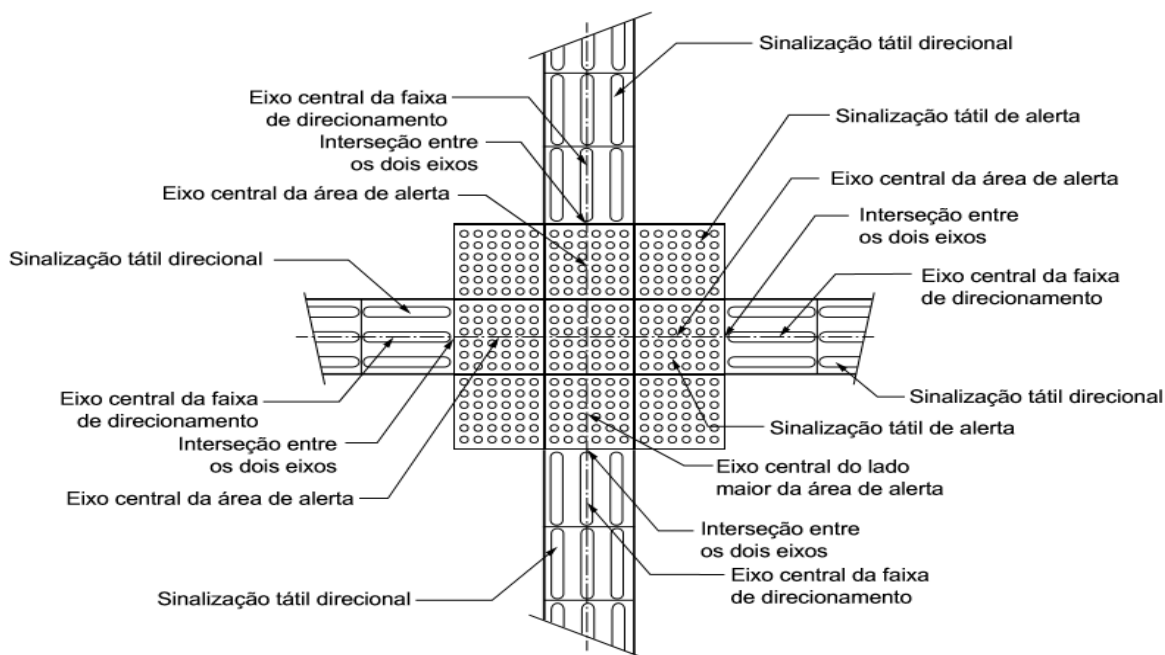 Sinalização tátil direcional
Eixo central da faixa
de direcionamento
Interseção entre
os dois eixos
Eixo central da área de alerta
Sinalização tátil de alerta
Eixo central da área de alerta
Interseção entre
os dois eixos
Sinalização tátil direcional
Eixo central da faixa
de direcionamento
Eixo central da faixa
de direcionamento
Interseção entre
os dois eixos
Eixo central da área de alerta
Sinalização tátil direcional
Sinalização tátil de alerta
Eixo central do lado
maior da área de alerta
Interseção entre
os dois eixos
Eixo central da faixa
de direcionamento
Sinalização tátil direcional